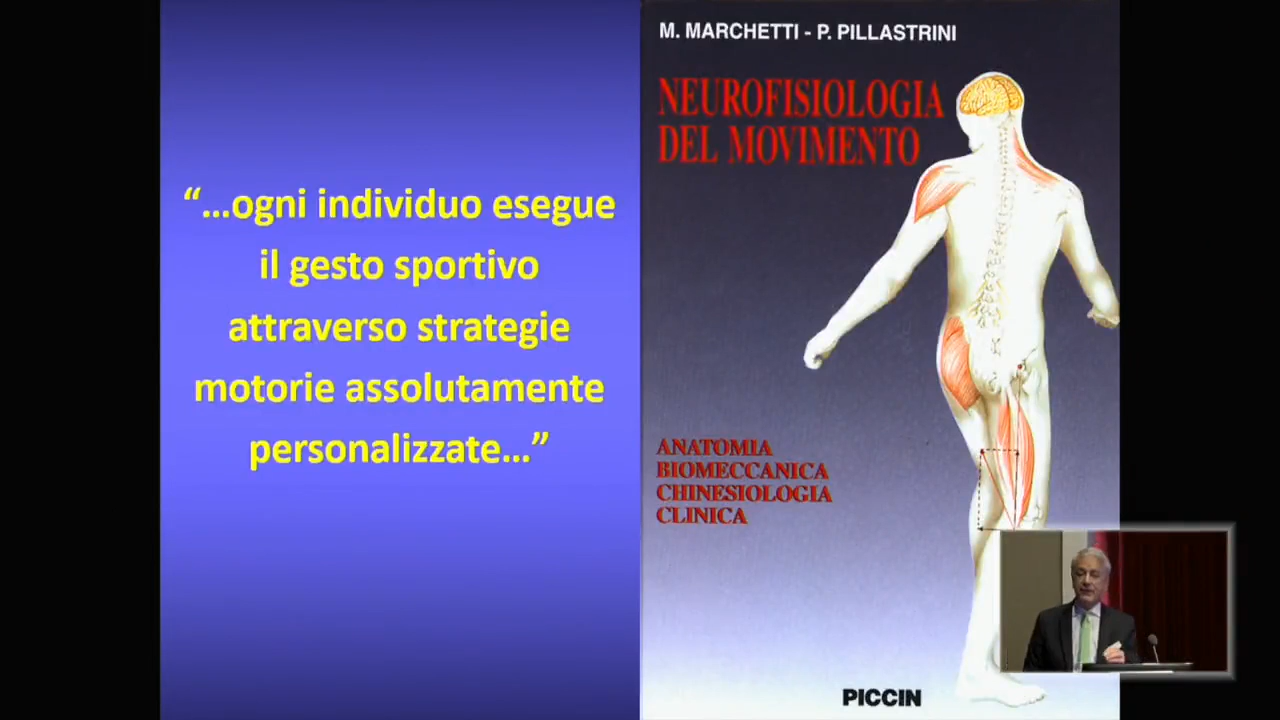 “...ogni individuo esegue
il gesto sportivo
attraverso strategie
motorie assolutamente
personalizzate...”
M. MARCHETTI - P. PILLASTRINI
NEUROFISIOLOGIA
DEL MOVIMENTO
ANATOMIA
BIOMECCANICA
CHINESIOLOGIA
CLINICA
PICCIN